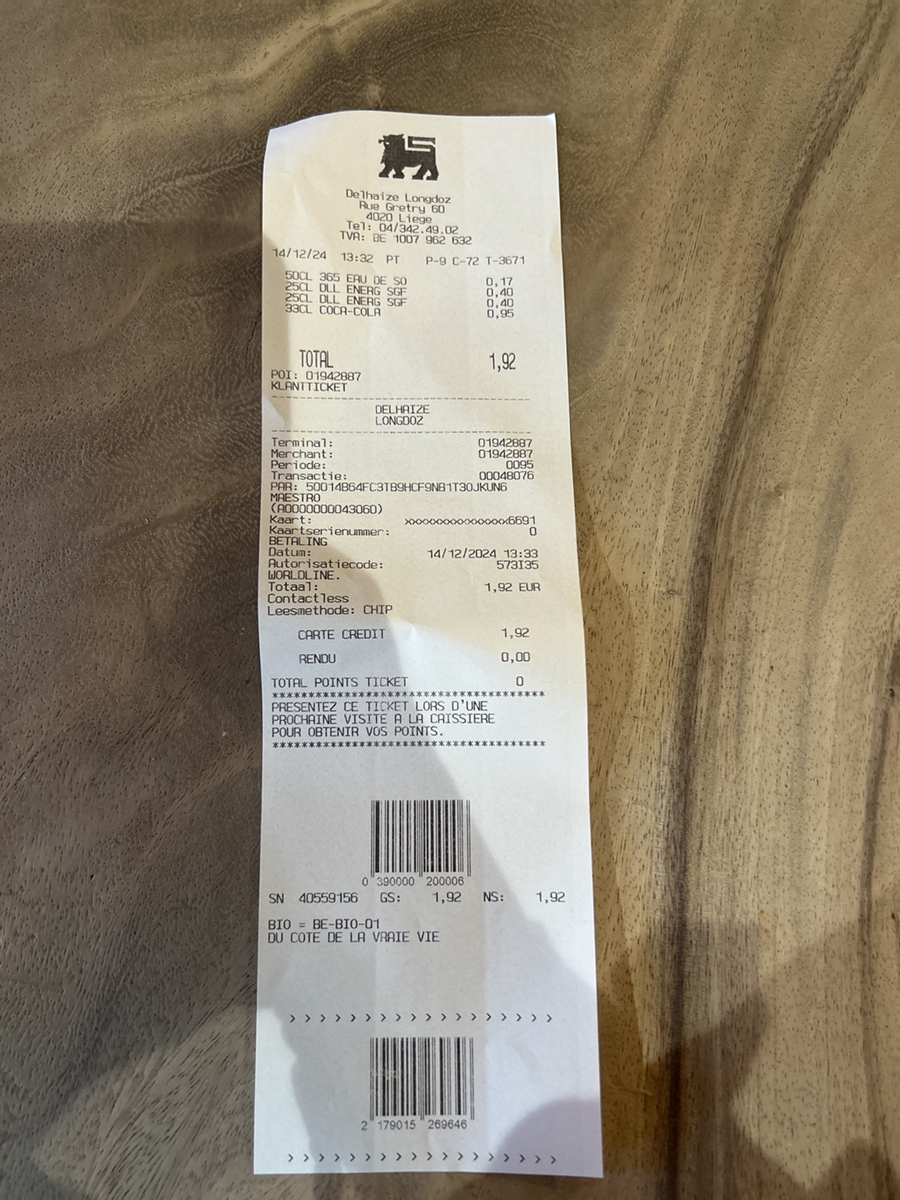 Delhaize Longdoz
Rue Gretry 60
4020 Liege
Tel: 04/342.49.02
TVA: BE 1007 962 632
14/12/24 13:32 PT P-9 C-72 T-3671
50CL 365 EAU DE SO 0,17
25CL DLL ENERG SGF 0,40
25CL DLL ENERG SGF 0,40
33CL COCA-COLA 0,95
TOTAL 1,92
POI: 01942887
KLANTTICKET
DELHAIZE
LONGDOZ
Terminal: 01942887
Merchant: 01942887
Periode: 0095
Transactie: 00048076
PAR: 50014B64FC3TB9HCF9NB1T30JKUN6
MAESTRO
(A0000000043060)
Kaart: xxxxxxxxxxxxxxx6691
Kaartserienummer: 0
BETALING
Datum: 14/12/2024 13:33
Autorisatiecode: 573I35
WORLDLINE.
Totaal: 1,92 EUR
Contactless
Leesmethode: CHIP
CARTE CREDIT 1,92
RENDU 0,00
TOTAL POINTS TICKET 0
****************************************
PRESENTEZ CE TICKET LORS D'UNE
PROCHAINE VISITE A LA CAISSIERE
POUR OBTENIR VOS POINTS.
****************************************
0 390000 200006
SN 40559156 GS: 1,92 NS: 1,92
BIO = BE-BIO-01
DU COTE DE LA VRAIE VIE
> > > > > > > > > > > > > > > > > >
2 179015 269646
> > > > > > > > > > > > > > > > > >